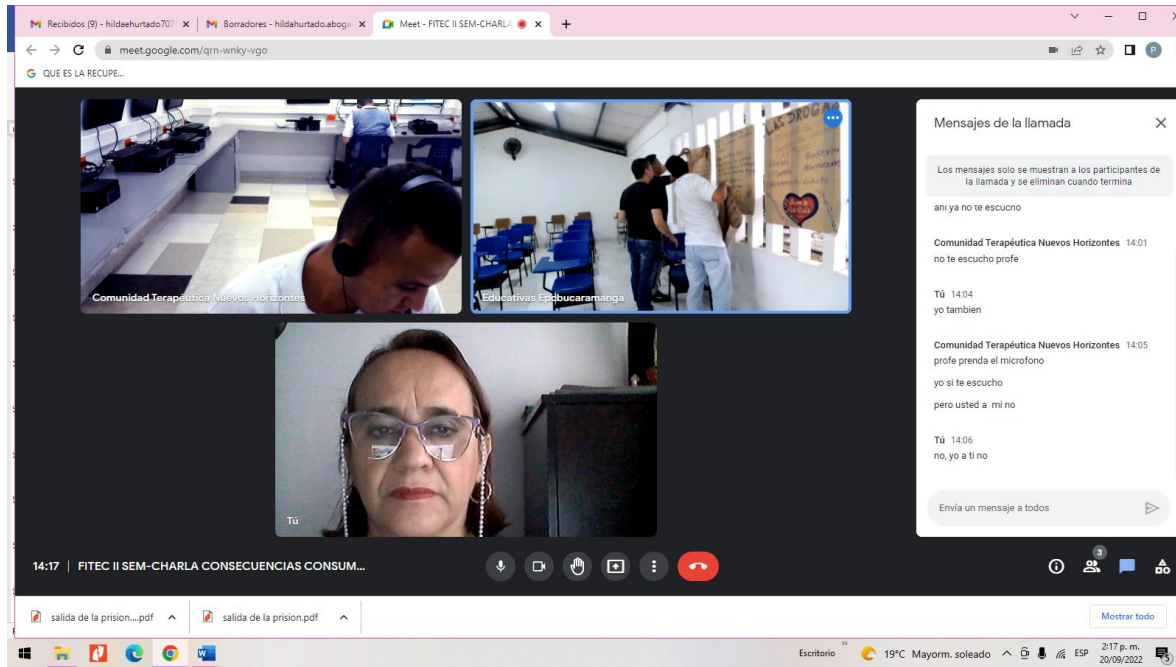 Recibidos (9) - hildaehurtado707
Borradores - hildahurtado.aboga
Meet - FITEC II SEM-CHARLA
meet.google.com/qrn-wnky-vgo
P
QUE ES LA RECUPE...
LAS DROGAS
Comunidad Terapéutica Nuevos Horizontes
Educativas Epcbucaramanga
Tú
Mensajes de la llamada
Los mensajes solo se muestran a los participantes de
la llamada y se eliminan cuando termina
Comunidad Terapéutica Nuevos Horizontes 14:01
no te escucho profe
Tú 14:04
yo tambien
Comunidad Terapéutica Nuevos Horizontes 14:05
profe prenda el microfono
yo si te escucho
pero usted a mi no
Tú 14:06
no, yo a ti no
Envía un mensaje a todos
14:17 | FITEC II SEM-CHARLA CONSECUENCIAS CONSUM...
3
salida de la prision....pdf
salida de la prision.pdf
Mostrar todo
Escritorio
19°C Mayorm. soleado
ESP
2:17 p. m.
20/09/2022